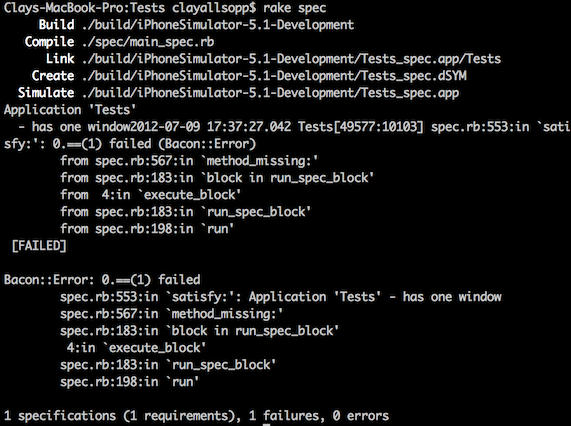 Clays-MacBook-Pro:Tests clayallsopp$ rake spec
     Build ./build/iPhoneSimulator-5.1-Development
   Compile ./spec/main_spec.rb
      Link ./build/iPhoneSimulator-5.1-Development/Tests_spec.app/Tests
    Create ./build/iPhoneSimulator-5.1-Development/Tests_spec.dSYM
  Simulate ./build/iPhoneSimulator-5.1-Development/Tests_spec.app
Application 'Tests'
  - has one window2012-07-09 17:37:27.042 Tests[49577:10103] spec.rb:553:in `sati
sfy:': 0.==(1) failed (Bacon::Error)
        from spec.rb:567:in `method_missing:'
        from spec.rb:183:in `block in run_spec_block'
        from  4:in `execute_block'
        from spec.rb:183:in `run_spec_block'
        from spec.rb:198:in `run'
 [FAILED]

Bacon::Error: 0.==(1) failed
        spec.rb:553:in `satisfy:': Application 'Tests' - has one window
        spec.rb:567:in `method_missing:'
        spec.rb:183:in `block in run_spec_block'
         4:in `execute_block'
        spec.rb:183:in `run_spec_block'
        spec.rb:198:in `run'

1 specifications (1 requirements), 1 failures, 0 errors